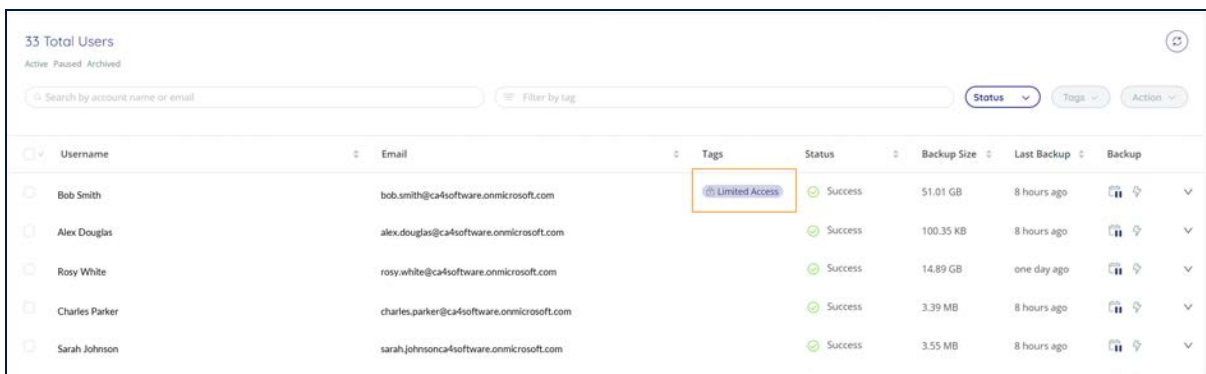 33 Total Users
Active Paused Archived
Search by account name or email Filter by tag Status Tags Action
Username Email Tags Status Backup Size Last Backup Backup
Bob Smith bob.smith@ca4software.onmicrosoft.com Limited Access Success 51.01 GB 8 hours ago
Alex Douglas alex.douglas@ca4software.onmicrosoft.com Success 100.35 KB 8 hours ago
Rosy White rosy.white@ca4software.onmicrosoft.com Success 14.89 GB one day ago
Charles Parker charles.parker@ca4software.onmicrosoft.com Success 3.39 MB 8 hours ago
Sarah Johnson sarah.johnsonca4software.onmicrosoft.com Success 3.55 MB 8 hours ago